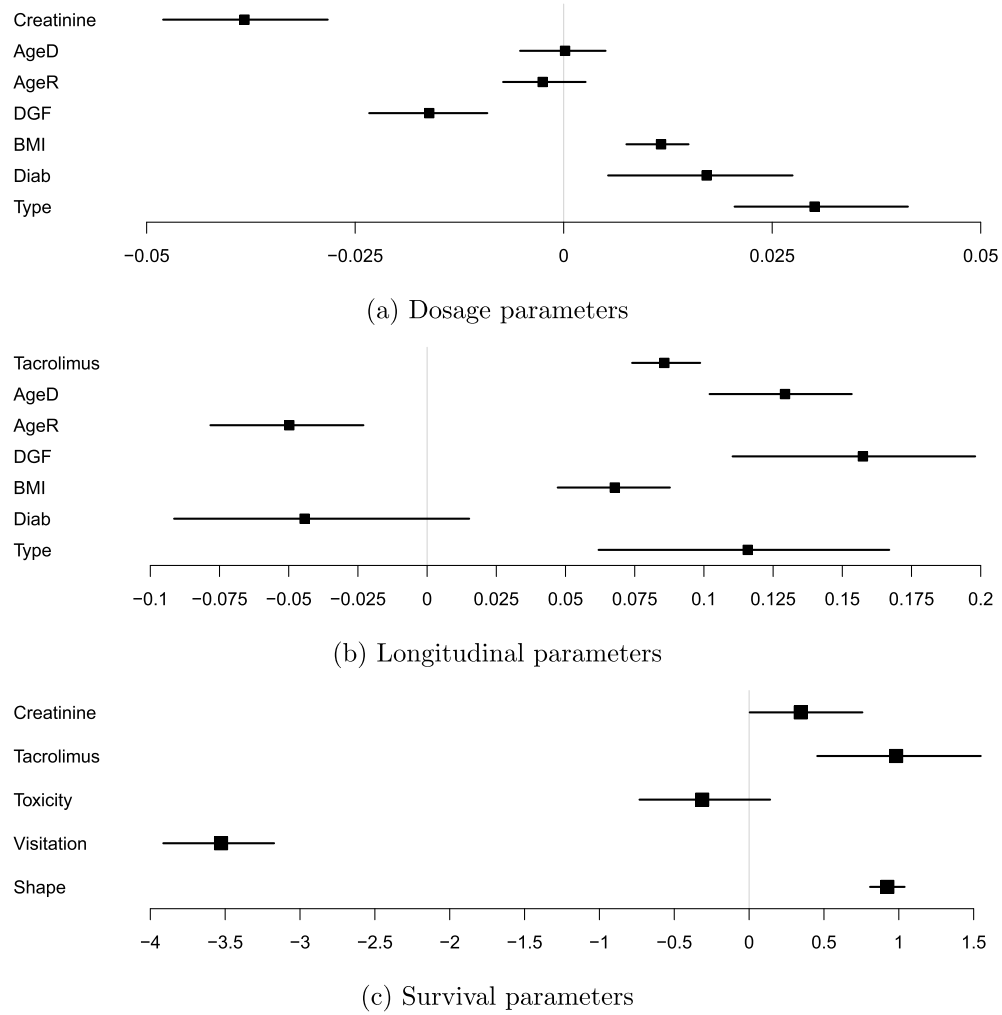 Creatinine
AgeD
AgeR
DGF
BMI
Diab
Type
−0.05 −0.025 0 0.025 0.05
(a) Dosage parameters
Tacrolimus
AgeD
AgeR
DGF
BMI
Diab
Type
−0.1 −0.075 −0.05 −0.025 0 0.025 0.05 0.075 0.1 0.125 0.15 0.175 0.2
(b) Longitudinal parameters
Creatinine
Tacrolimus
Toxicity
Visitation
Shape
−4 −3.5 −3 −2.5 −2 −1.5 −1 −0.5 0 0.5 1 1.5
(c) Survival parameters